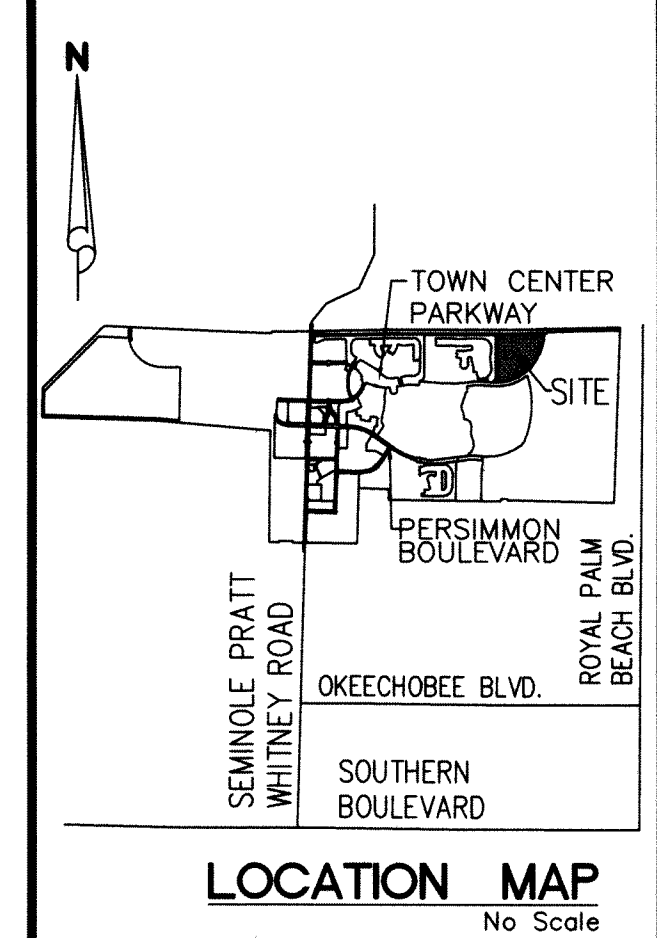 N
TOWN CENTER
PARKWAY
SITE
PERSIMMON
BOULEVARD
ROYAL PALM
BEACH BLVD.
SEMINOLE PRATT
WHITNEY ROAD
OKEECHOBEE BLVD.
SOUTHERN
BOULEVARD
LOCATION MAP
No Scale